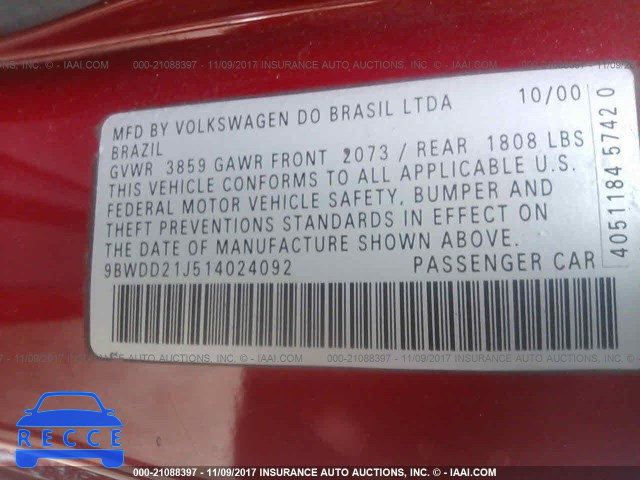 000-21088397 - 11/09/2017 INSURANCE AUTO AUCTIONS, INC. © - IAAI.COM
MFD BY VOLKSWAGEN DO BRASIL LTDA 10/00
BRAZIL
GVWR 3859 GAWR FRONT 2073 / REAR 1808 LBS
THIS VEHICLE CONFORMS TO ALL APPLICABLE U.S.
FEDERAL MOTOR VEHICLE SAFETY, BUMPER AND
THEFT PREVENTIONS STANDARDS IN EFFECT ON
THE DATE OF MANUFACTURE SHOWN ABOVE.
9BWDD21J514024092 PASSENGER CAR
4051184 5742 0
AUTO AUCTIONS, INC. © - IAAI.COM 000-21088397 - 11/09/2017 INSURANCE AUTO AUCTIONS, INC. ©
RECCE
000-21088397 - 11/09/2017 INSURANCE AUTO AUCTIONS, INC. © - IAAI.COM